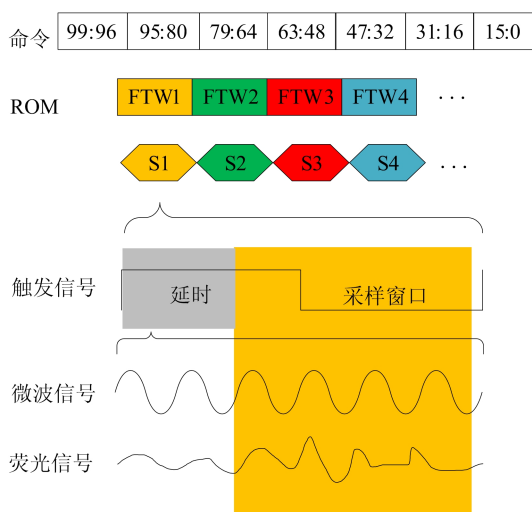 命令 99:96 95:80 79:64 63:48 47:32 31:16 15:0
ROM FTW1 FTW2 FTW3 FTW4 ...
S1 S2 S3 S4 ...
触发信号 延时 采样窗口
微波信号
荧光信号